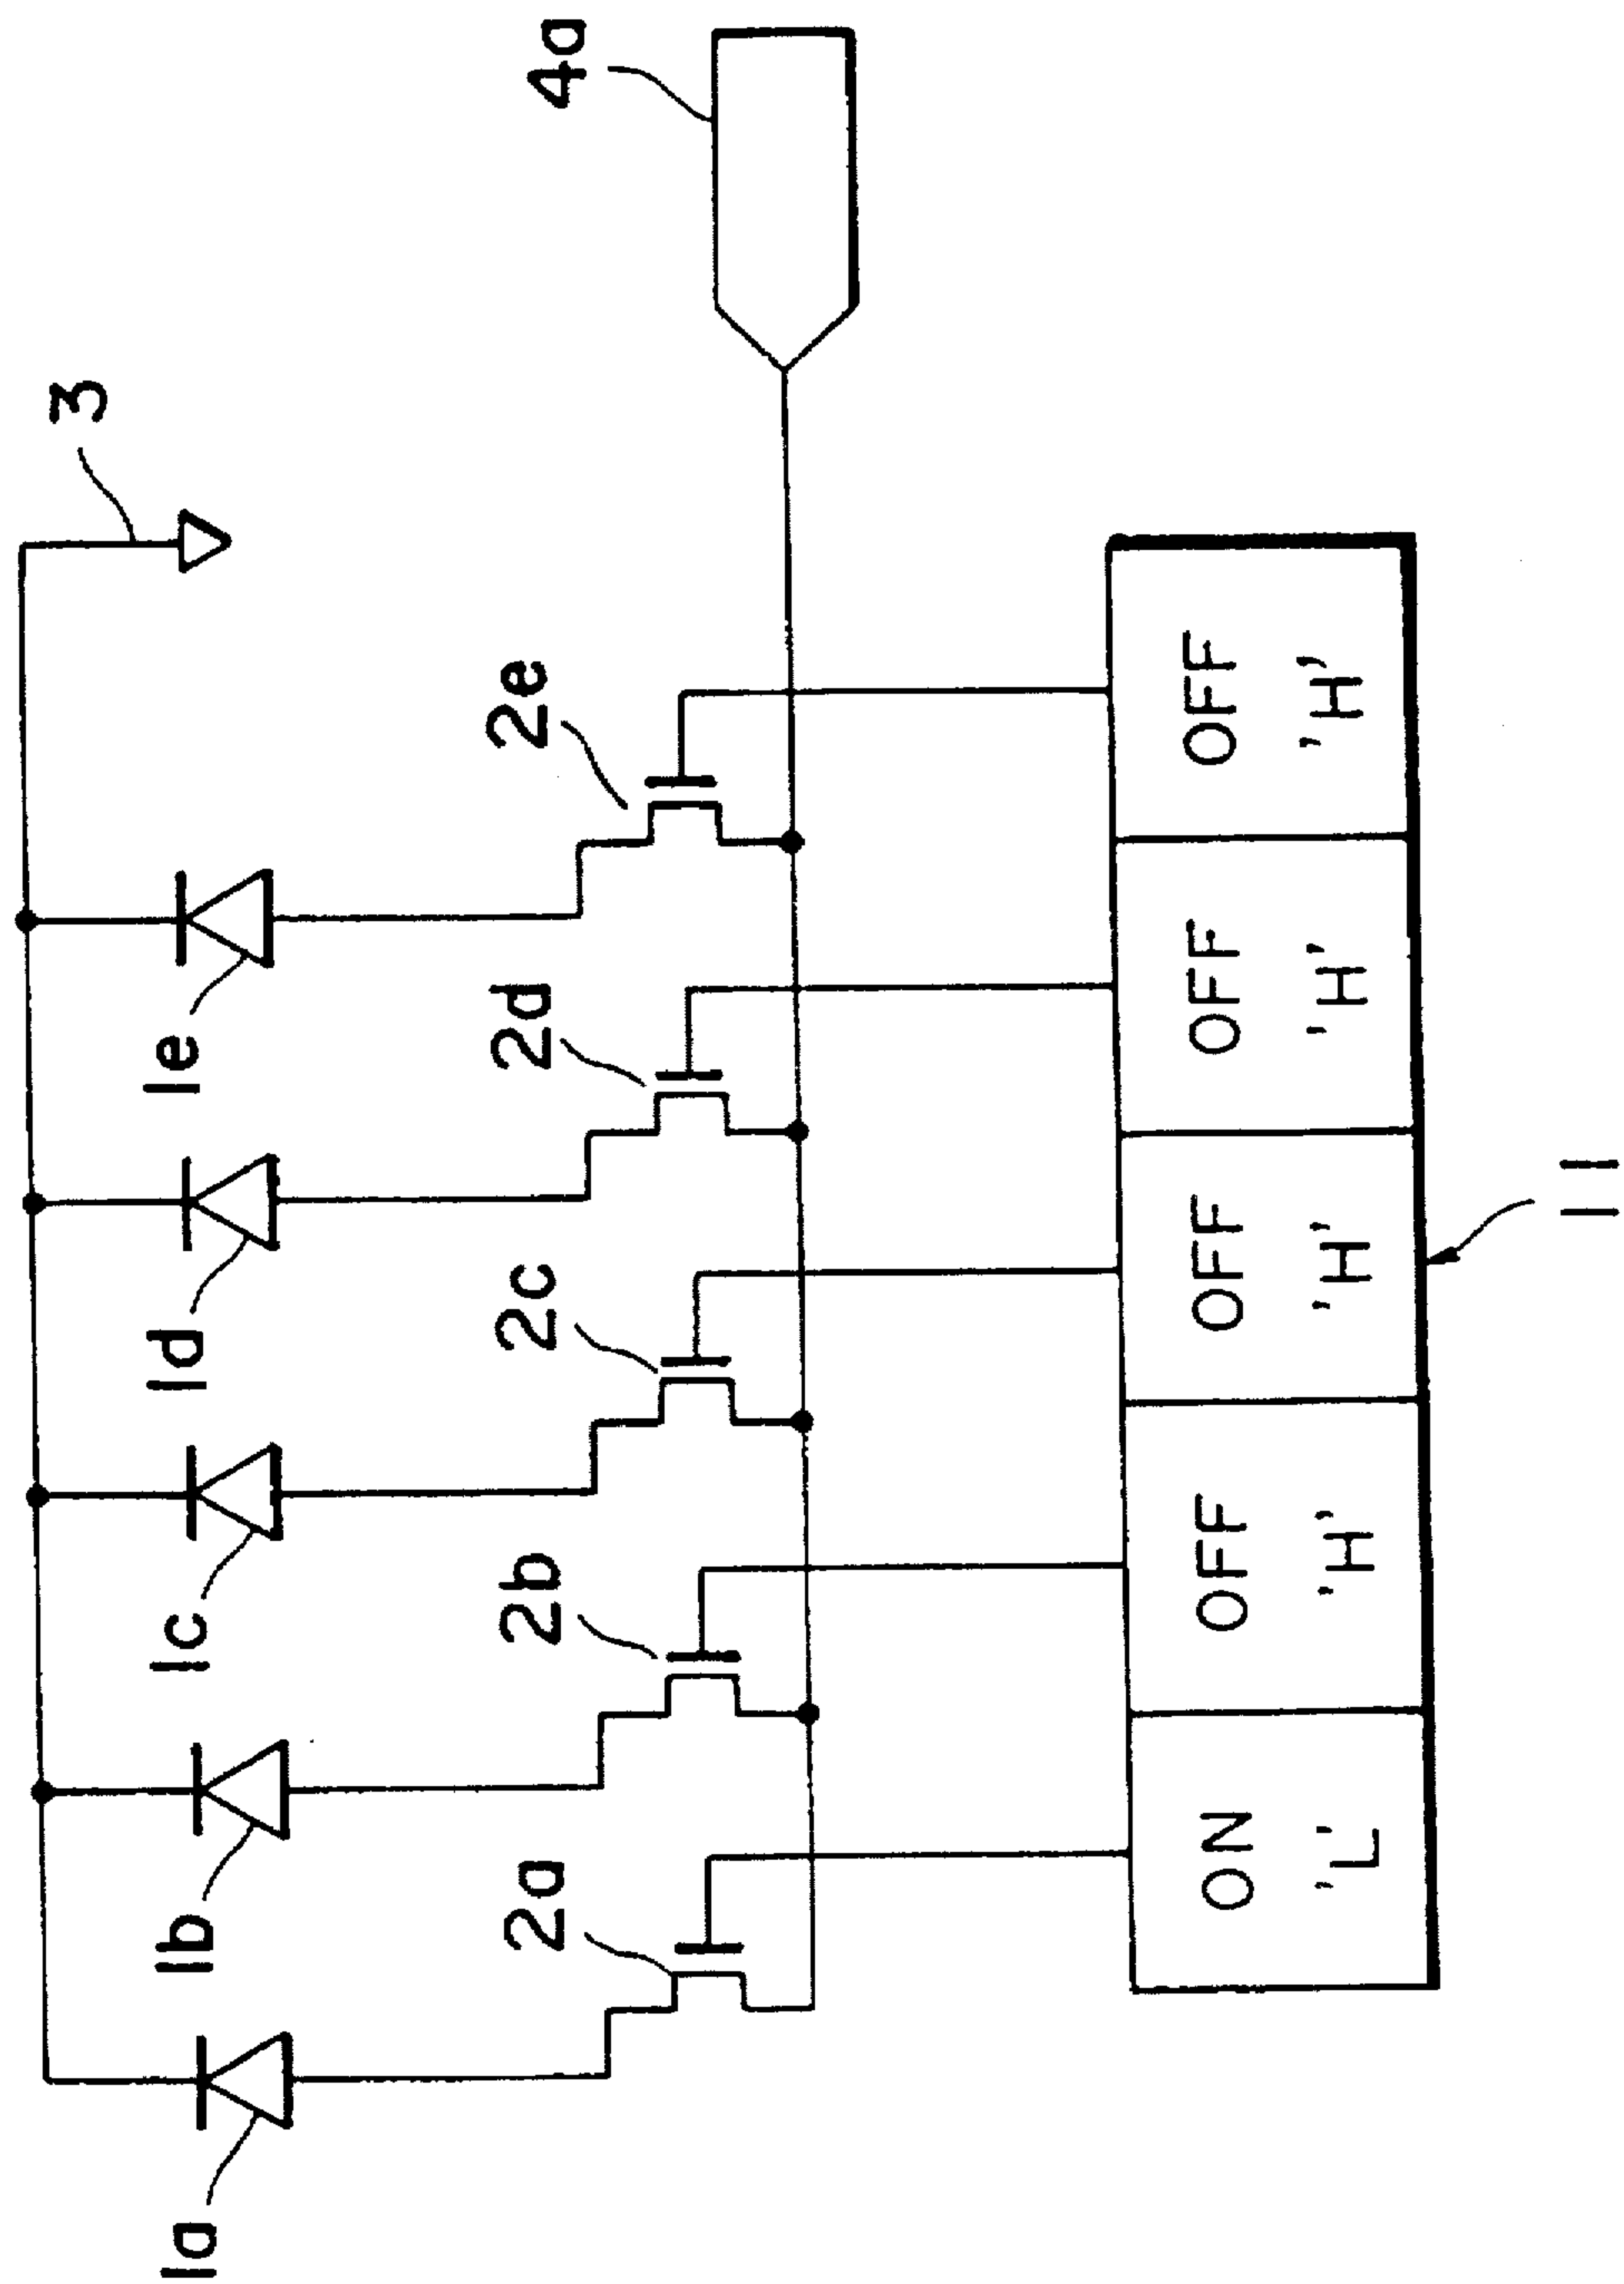 4a
3
2e
1e
2d
1d
2c
1c
2b
1b
2a
1a
OFF
'H'
OFF
'H'
OFF
'H'
OFF
'H'
ON
'L'
11